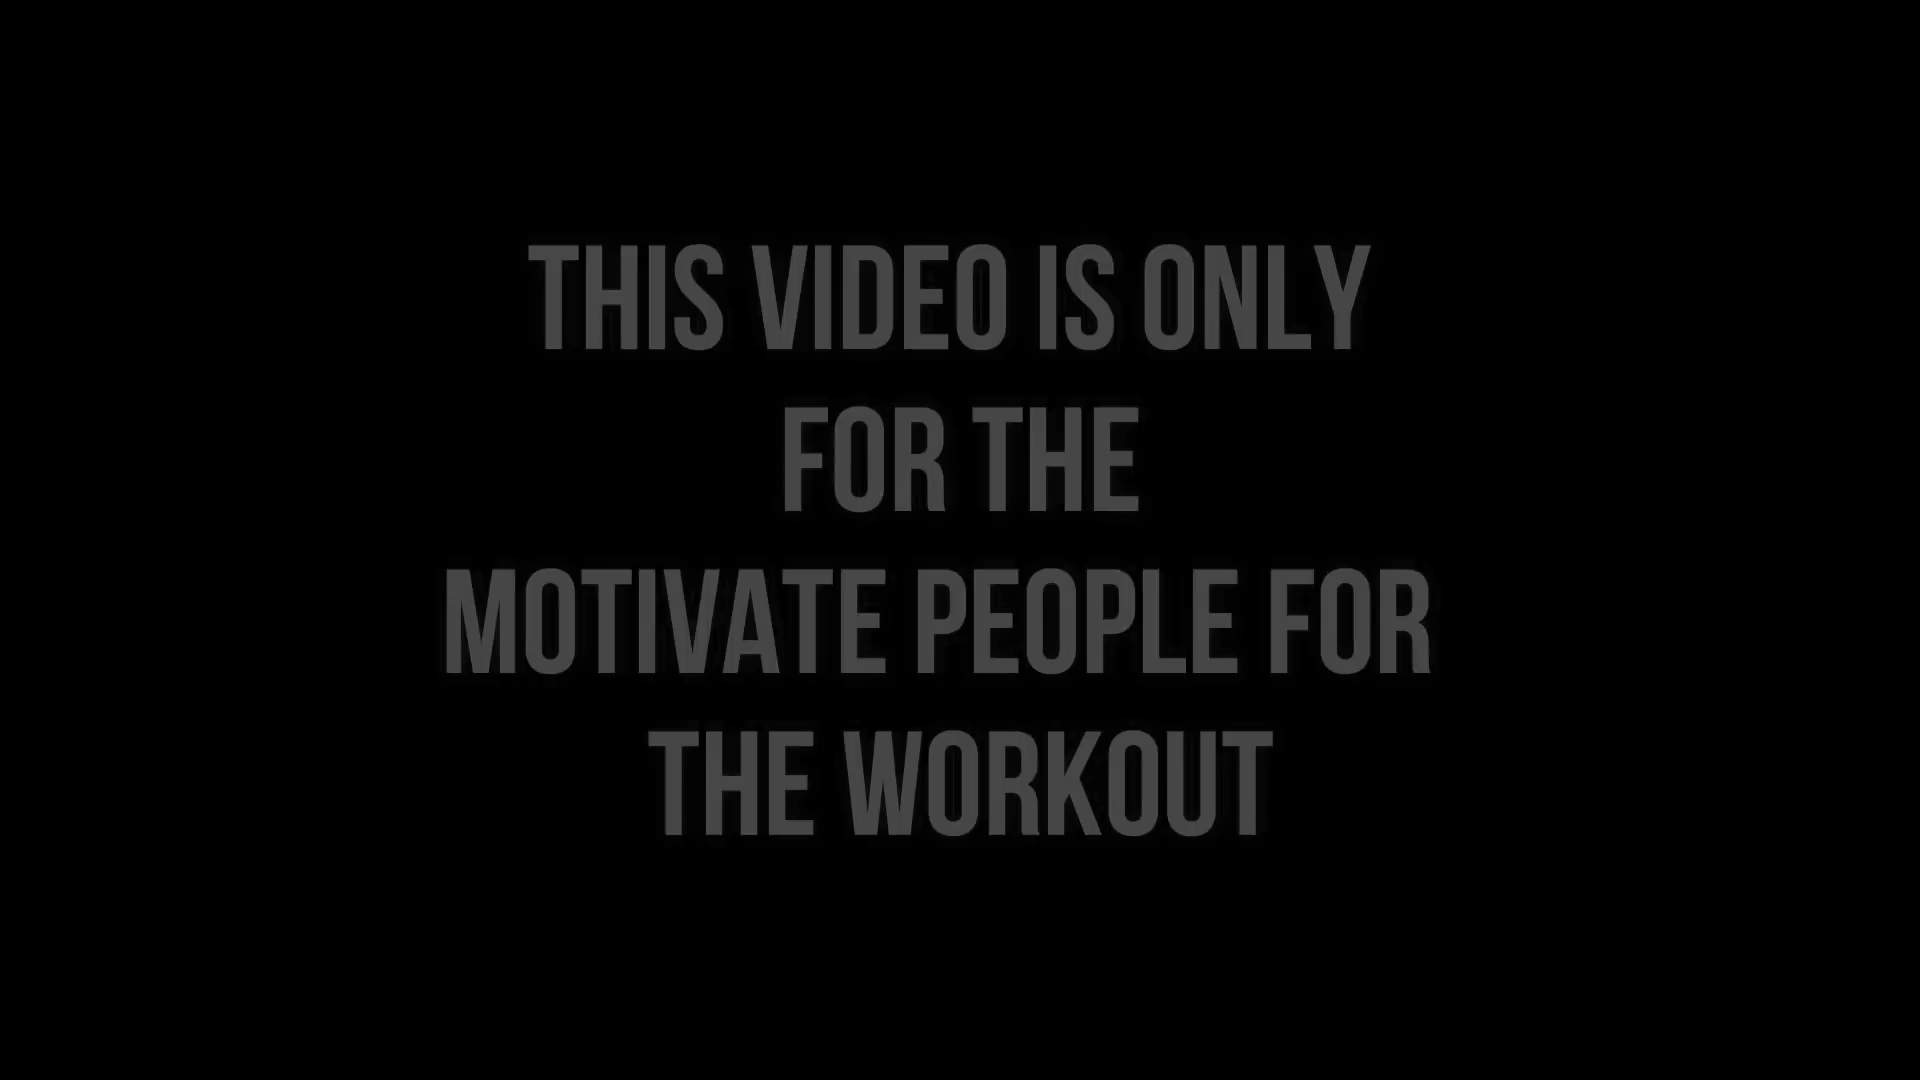 THIS VIDEO IS ONLY
FOR THE
MOTIVATE PEOPLE FOR
THE WORKOUT